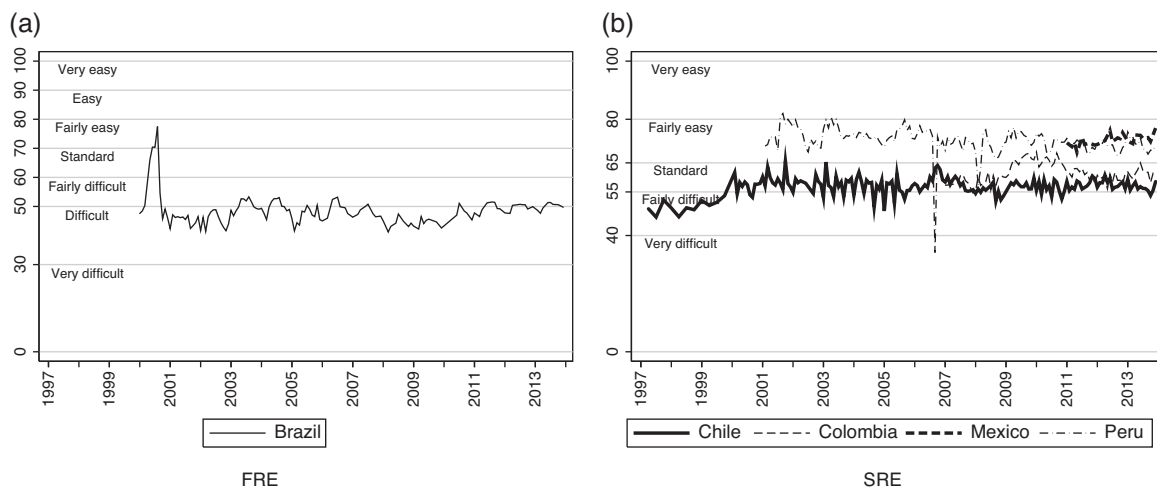 (a)
100
90
80
70
60
50
30
0
Very easy
Easy
Fairly easy
Standard
Fairly difficult
Difficult
Very difficult
1997
1999
2001
2003
2005
2007
2009
2011
2013
Brazil
FRE
(b)
100
80
65
55
40
0
Very easy
Fairly easy
Standard
Fairly difficult
Very difficult
1997
1999
2001
2003
2005
2007
2009
2011
2013
Chile Colombia Mexico Peru
SRE